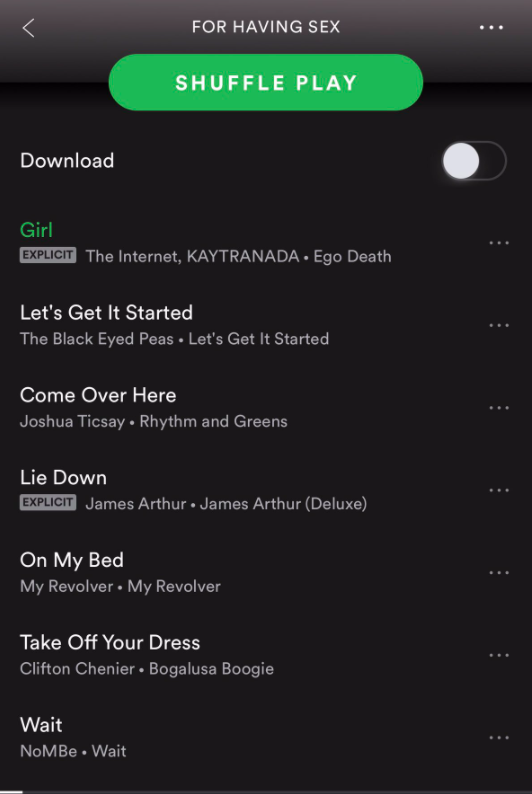 FOR HAVING SEX
SHUFFLE PLAY
Download
Girl
EXPLICIT The Internet, KAYTRANADA • Ego Death
Let's Get It Started
The Black Eyed Peas • Let's Get It Started
Come Over Here
Joshua Ticsay • Rhythm and Greens
Lie Down
EXPLICIT James Arthur • James Arthur (Deluxe)
On My Bed
My Revolver • My Revolver
Take Off Your Dress
Clifton Chenier • Bogalusa Boogie
Wait
NoMBe • Wait